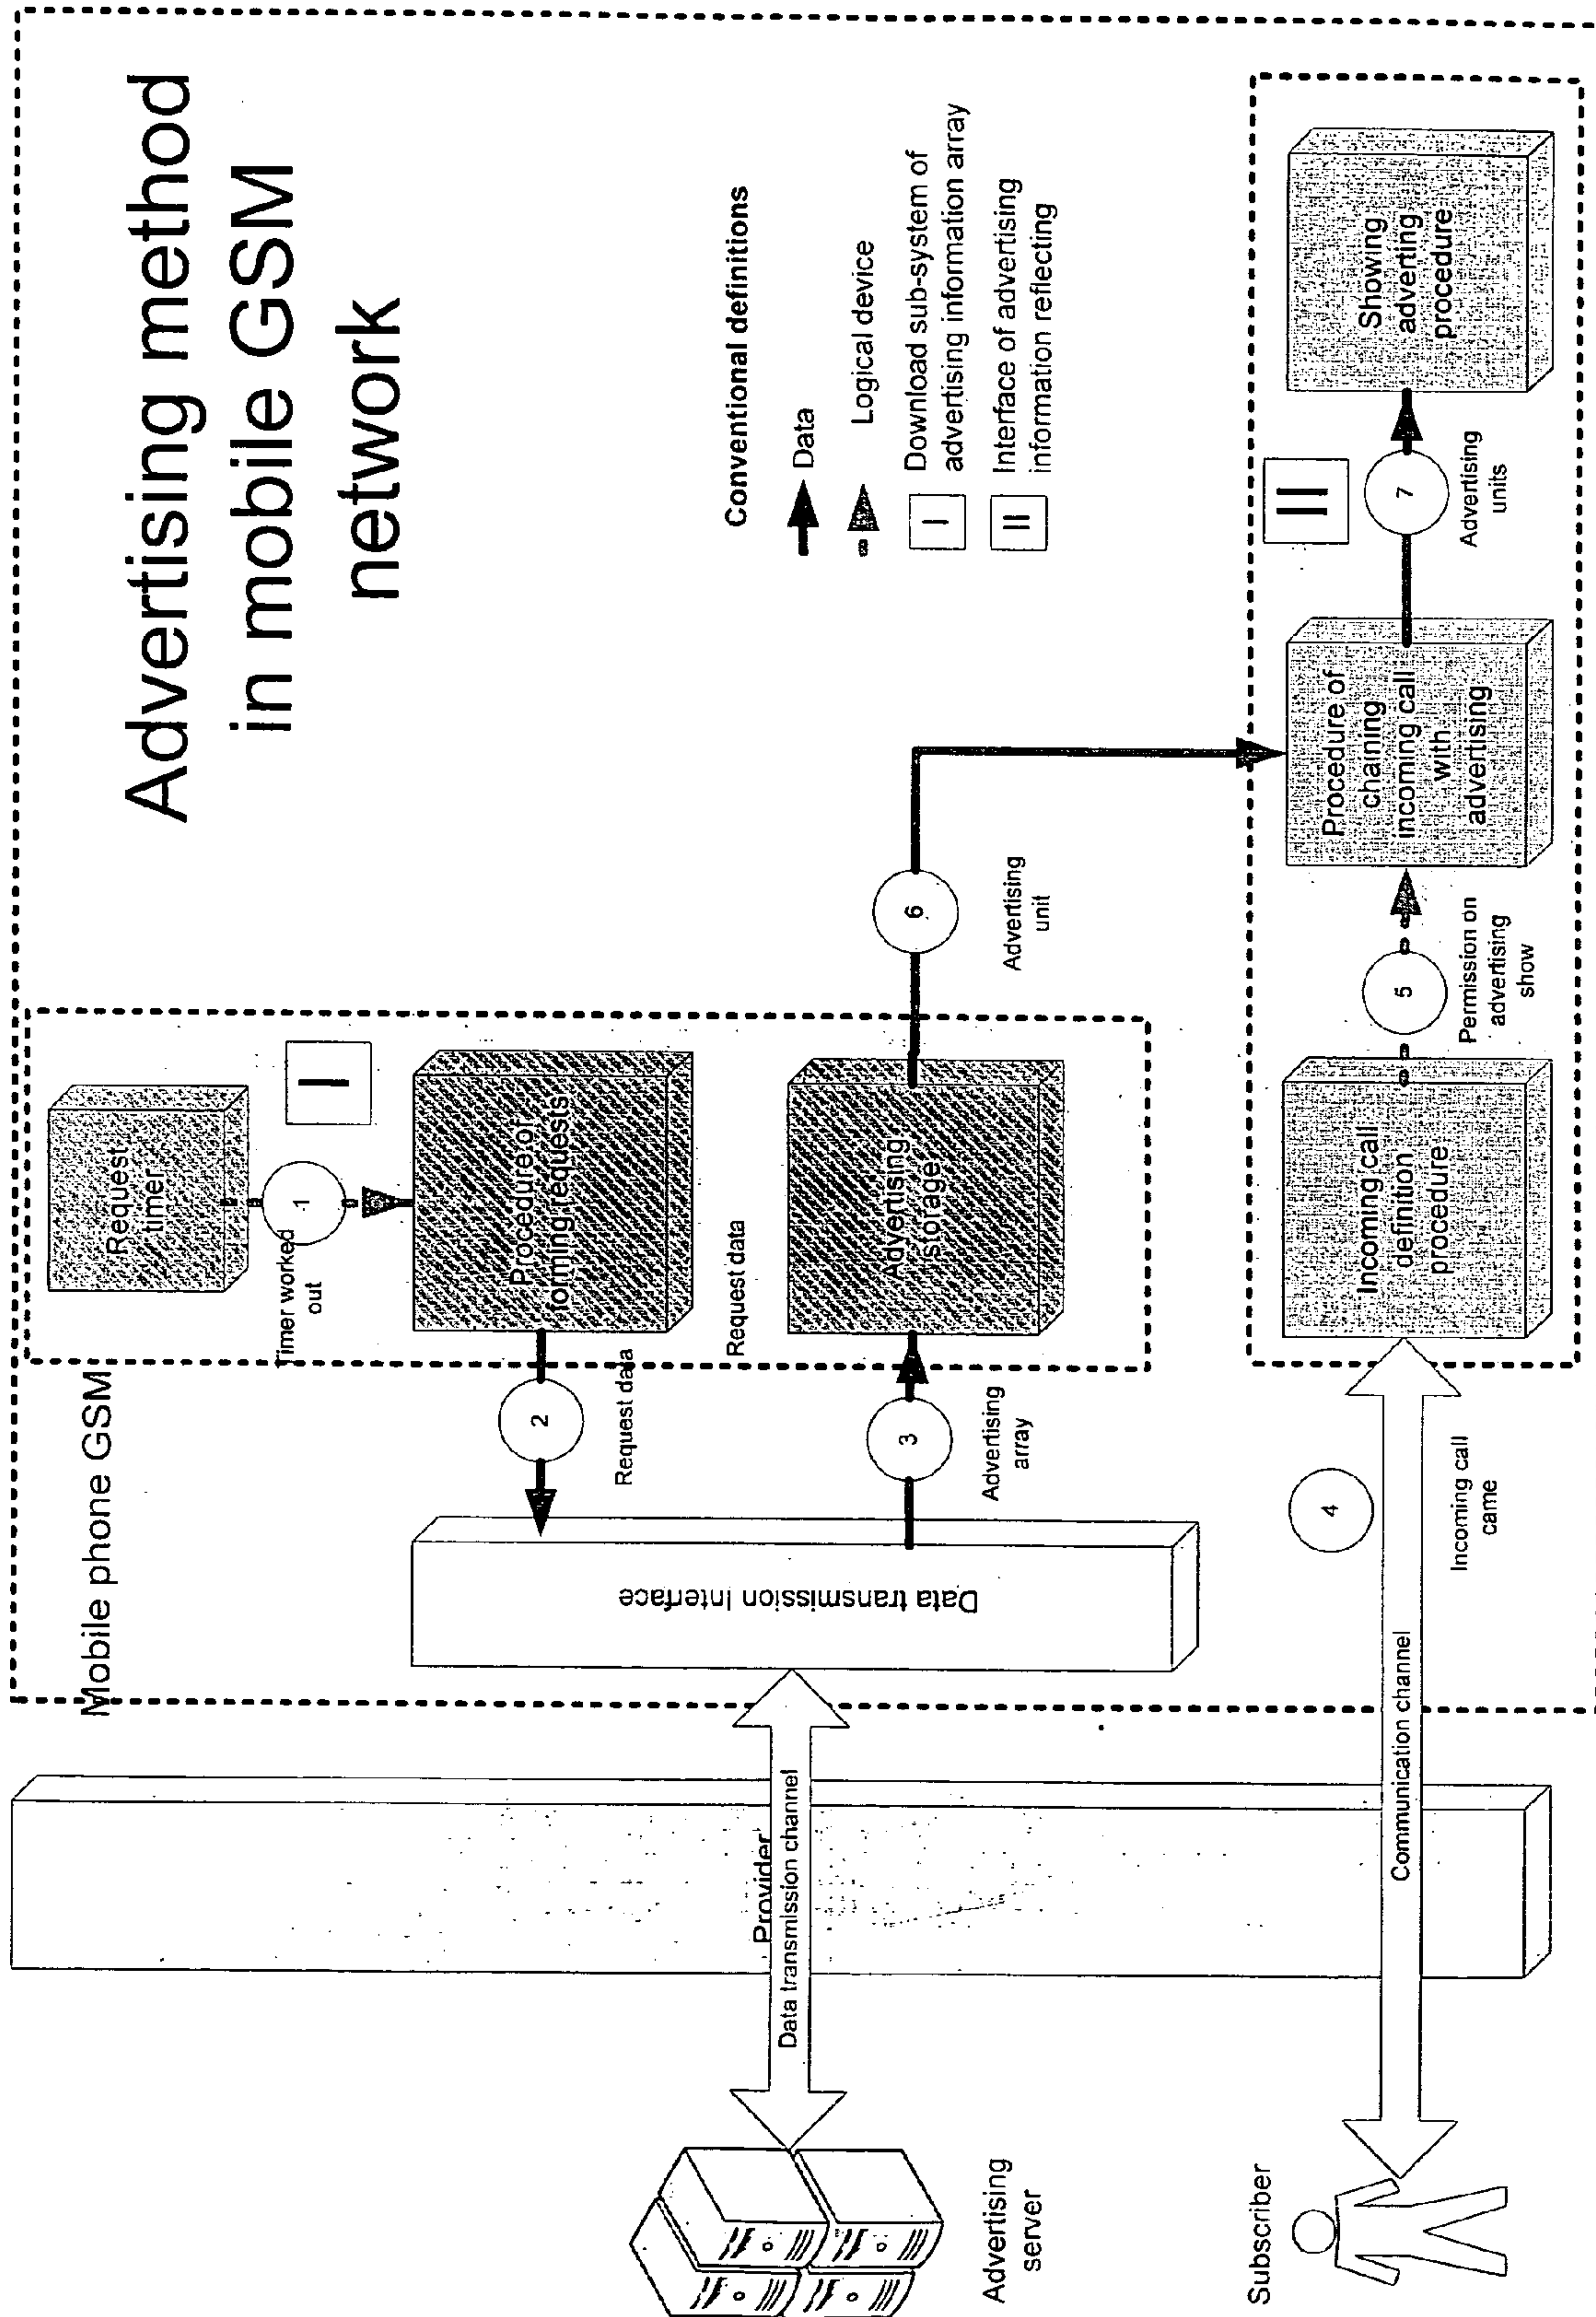 Advertising method
in mobile GSM
network
Mobile phone GSM
Request
timer
1
Timer worked
out
I
Procedure of
forming requests
2
Request data
Request data
Advertising
storage
3
Advertising
array
Data transmission Interface
6
Advertising
unit
Conventional definitions
Data
Logical device
I
Download sub-system of
advertising information array
II
Interface of advertising
information reflecting
Provider
Data transmission channel
Advertising
server
Subscriber
Communication channel
4
Incoming call
came
Incoming call
definition
procedure
5
Permission on
advertising
show
Procedure of
chaining
incoming call
with
advertising
II
7
Advertising
units
Showing
adverting
procedure